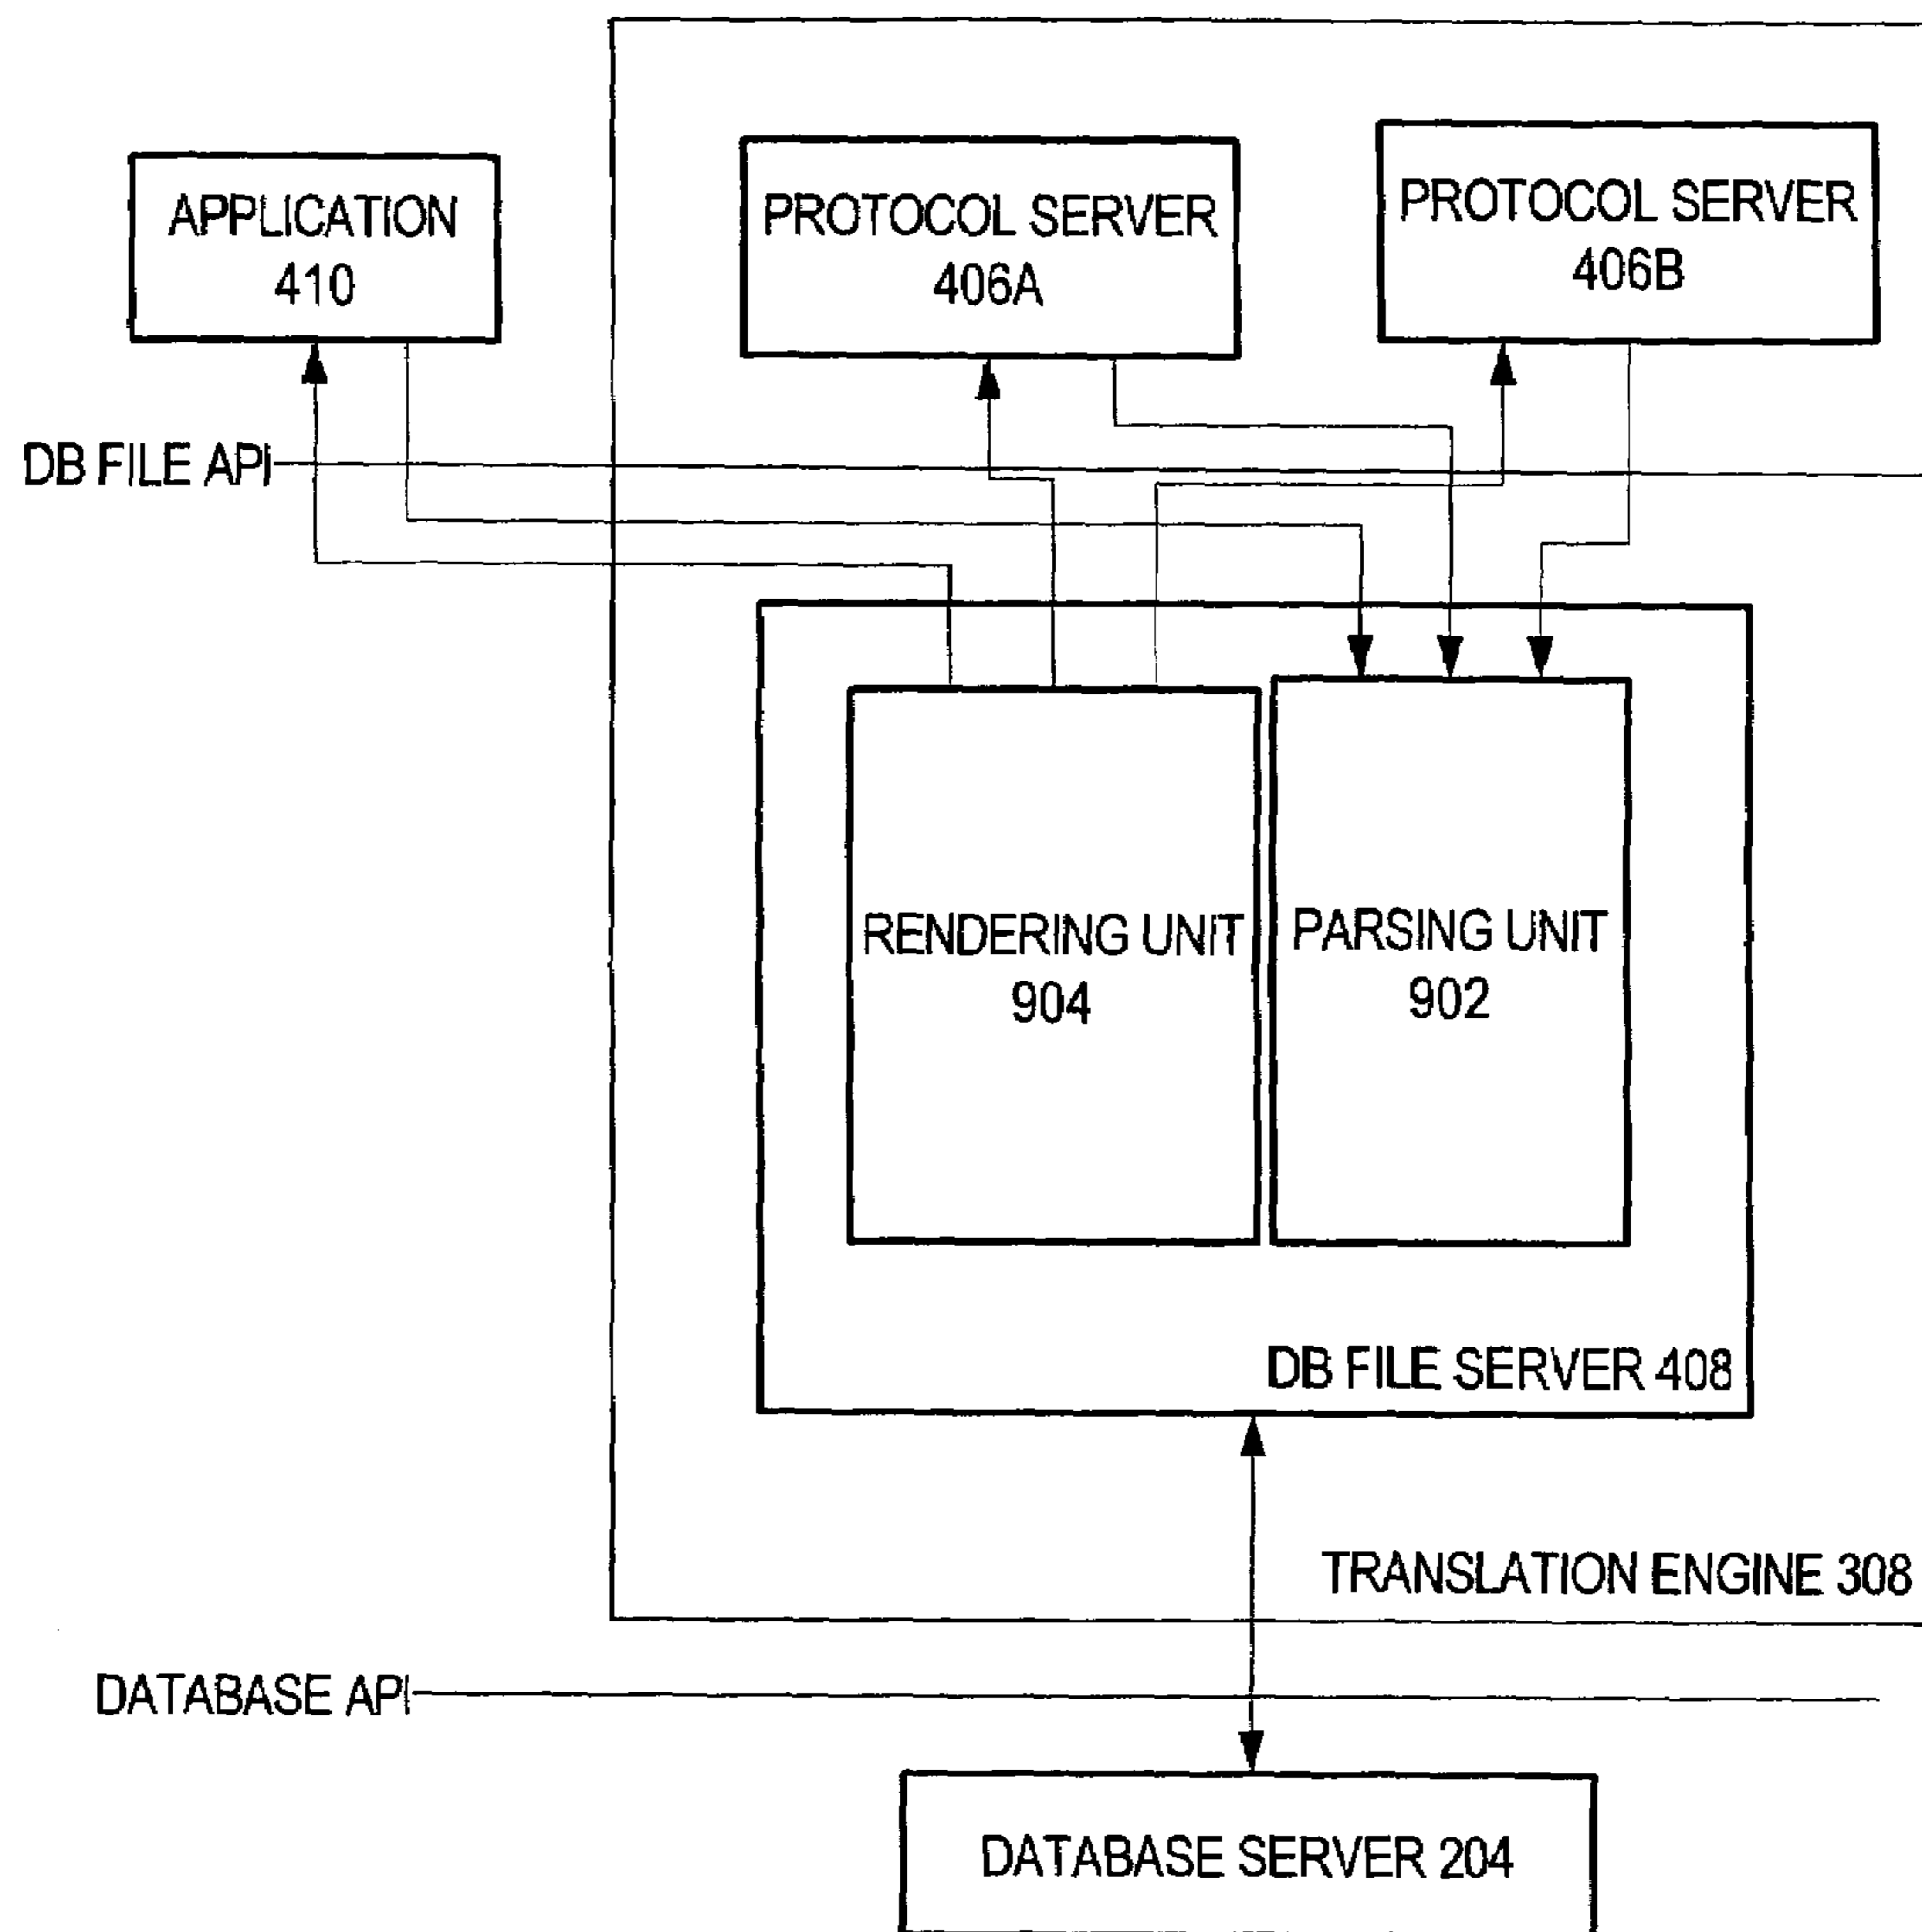 APPLICATION
410
PROTOCOL SERVER
406A
PROTOCOL SERVER
406B
DB FILE API
RENDERING UNIT
904
PARSING UNIT
902
DB FILE SERVER 408
TRANSLATION ENGINE 308
DATABASE API
DATABASE SERVER 204